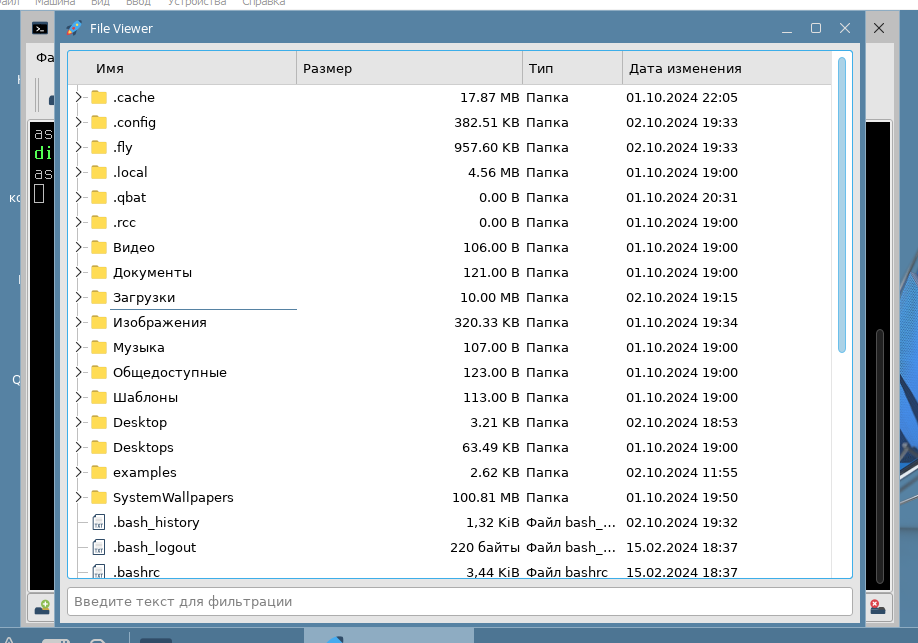 Машина Вид Ввод Устройства Справка
File Viewer
Фа
as
di
as
Имя Размер Тип Дата изменения
.cache 17.87 MB Папка 01.10.2024 22:05
.config 382.51 KB Папка 02.10.2024 19:33
.fly 957.60 KB Папка 02.10.2024 19:33
.local 4.56 MB Папка 01.10.2024 19:00
.qbat 0.00 B Папка 01.10.2024 20:31
.rcc 0.00 B Папка 01.10.2024 19:00
Видео 106.00 B Папка 01.10.2024 19:00
Документы 121.00 B Папка 01.10.2024 19:00
Загрузки 10.00 MB Папка 02.10.2024 19:15
Изображения 320.33 KB Папка 01.10.2024 19:34
Музыка 107.00 B Папка 01.10.2024 19:00
Общедоступные 123.00 B Папка 01.10.2024 19:00
Шаблоны 113.00 B Папка 01.10.2024 19:00
Desktop 3.21 KB Папка 02.10.2024 18:53
Desktops 63.49 KB Папка 01.10.2024 19:00
examples 2.62 KB Папка 02.10.2024 11:55
SystemWallpapers 100.81 MB Папка 01.10.2024 19:50
.bash_history 1,32 KiB Файл bash_... 02.10.2024 19:32
.bash_logout 220 байты Файл bash_... 15.02.2024 18:37
.bashrc 3,44 KiB Файл bashrc 15.02.2024 18:37
Введите текст для фильтрации